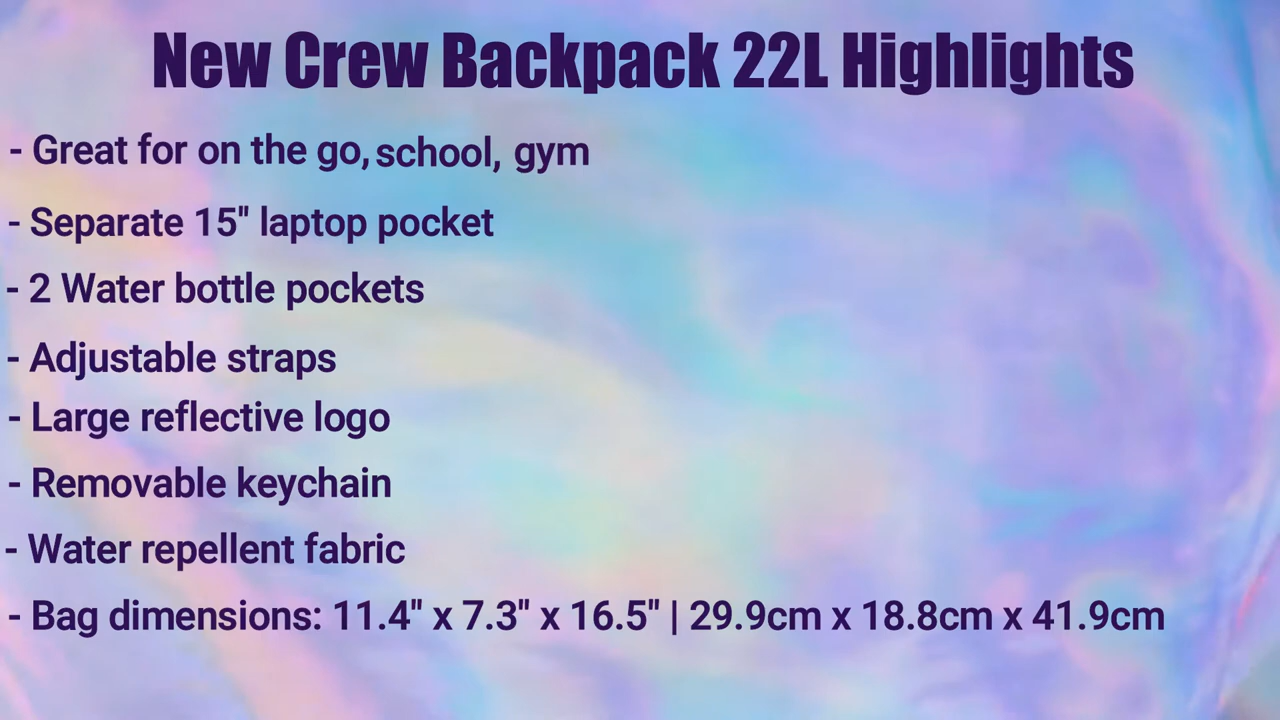 New Crew Backpack 22L Highlights
- Great for on the go, school, gym
- Separate 15" laptop pocket
- 2 Water bottle pockets
- Adjustable straps
- Large reflective logo
- Removable keychain
- Water repellent fabric
- Bag dimensions: 11.4" x 7.3" x 16.5" | 29.9cm x 18.8cm x 41.9cm